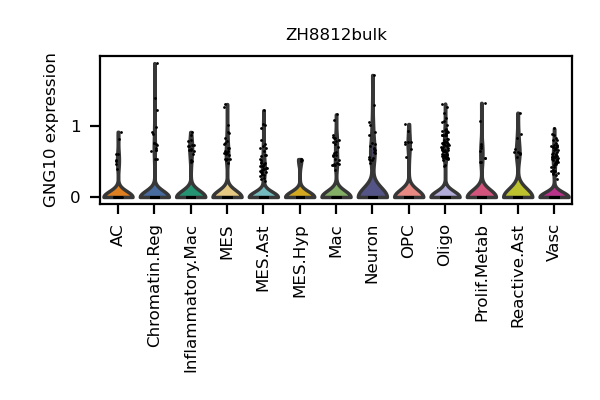 ZH8812bulk
GNG10 expression
1
0
AC
Chromatin.Reg
Inflammatory.Mac
MES
MES.Ast
MES.Hyp
Mac
Neuron
OPC
Oligo
Prolif.Metab
Reactive.Ast
Vasc